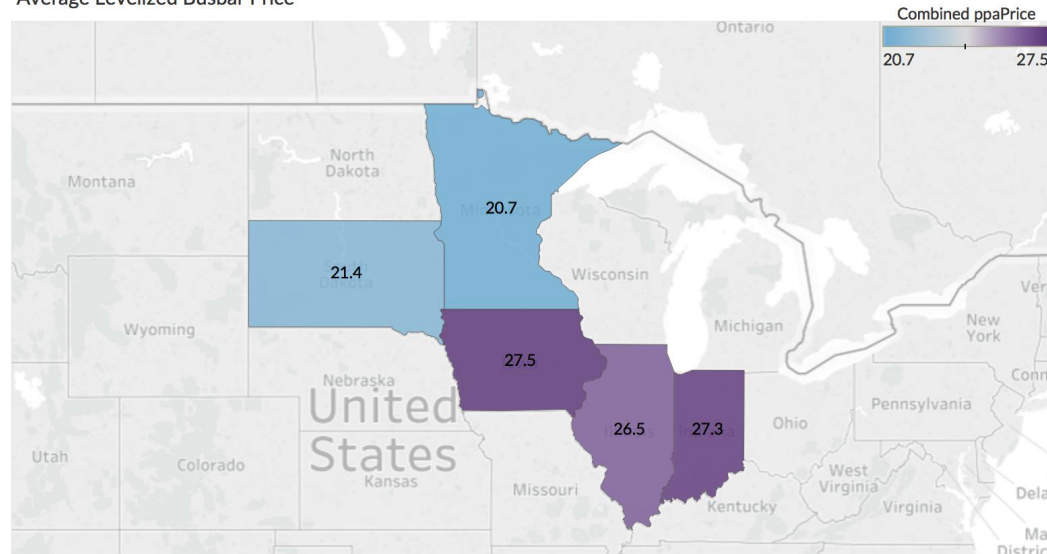 Average Levelized Busbar Price
Combined ppaPrice
20.7
27.5
Ontario
Montana
North
Dakota
20.7
21.4
Wisconsin
Wyoming
Michigan
New
York
27.5
Nebraska
United
States
Pennsylvania
Ohio
26.5
27.3
Utah
Colorado
Kansas
Missouri
West
Virginia
Kentucky
Virginia